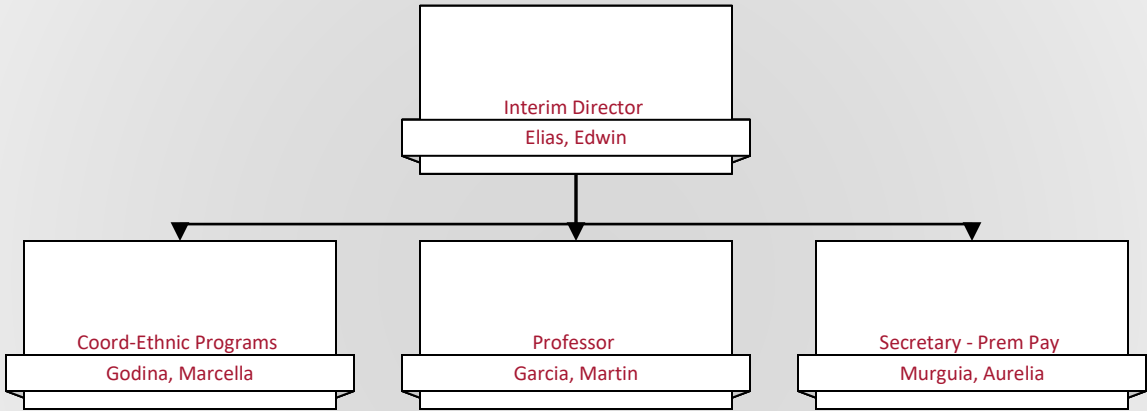 Interim Director
Elias, Edwin
Coord-Ethnic Programs
Godina, Marcella
Professor
Garcia, Martin
Secretary - Prem Pay
Murguia, Aurelia